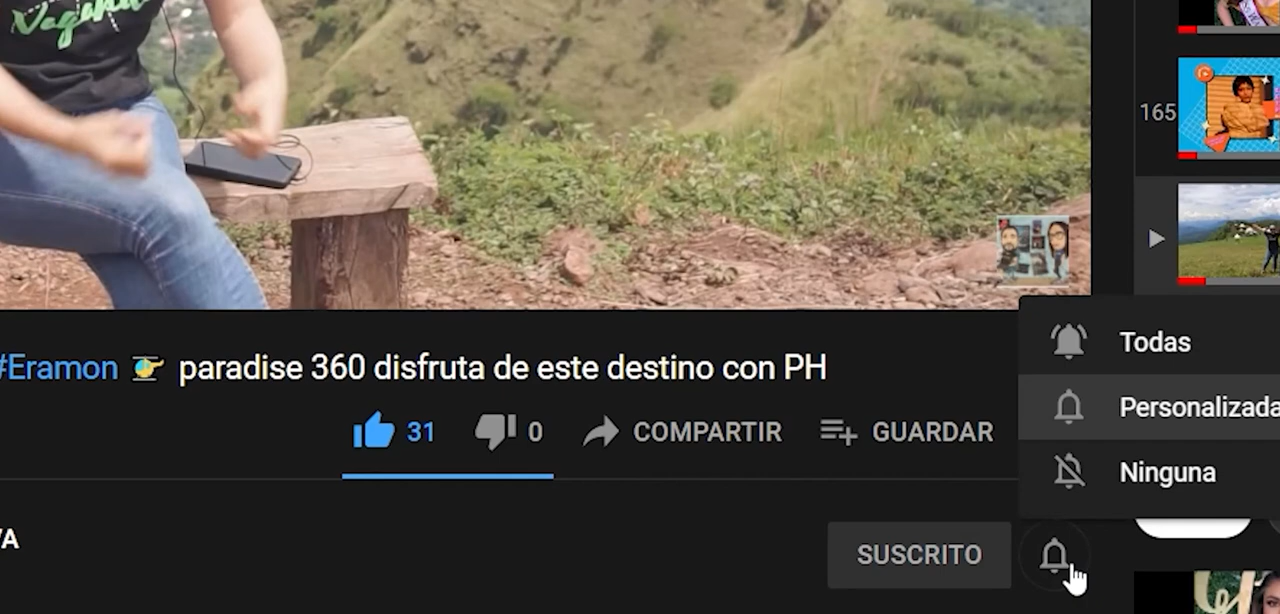 165
#Eramon paradise 360 disfruta de este destino con PH
31 0 COMPARTIR GUARDAR
Todas
Personalizada
Ninguna
SUSCRITO